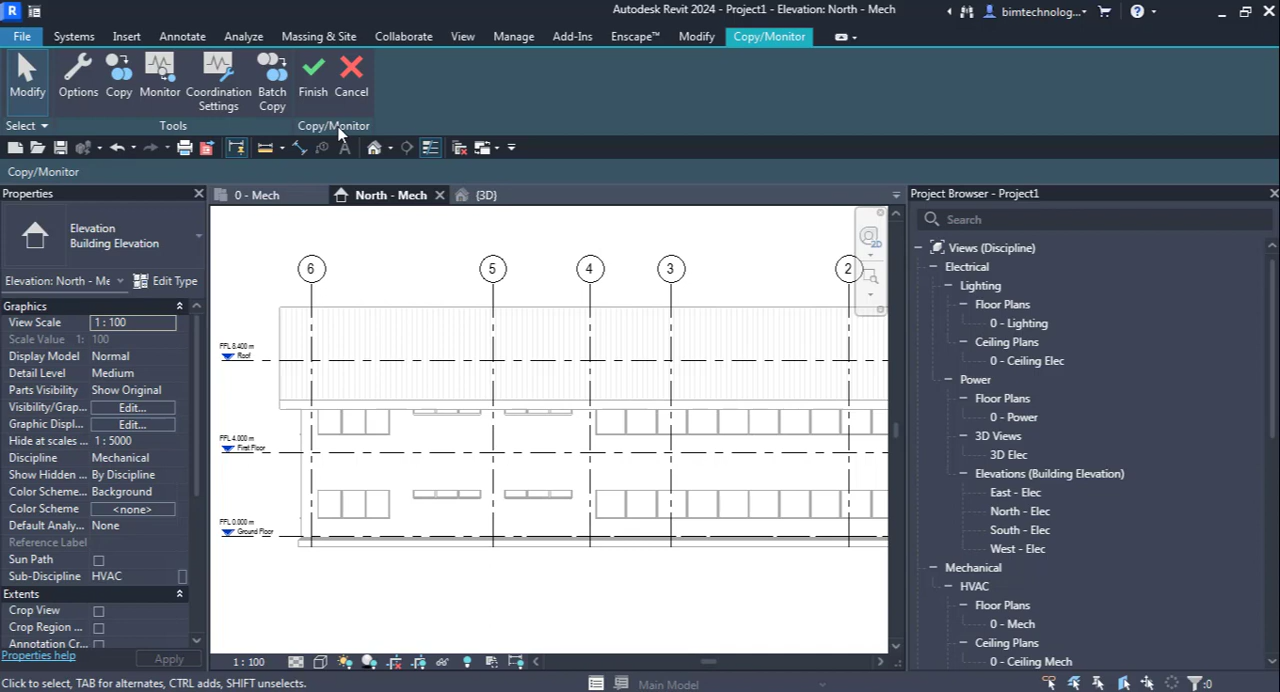 Autodesk Revit 2024 - Project1 - Elevation: North - Mech
bimtechnolog...
File Systems Insert Annotate Analyze Massing & Site Collaborate View Manage Add-Ins Enscape™ Modify Copy/Monitor
Modify Options Copy Monitor Coordination Settings Batch Copy Finish Cancel
Select Tools Copy/Monitor
Copy/Monitor
Properties
Elevation
Building Elevation
Elevation: North - Me
Edit Type
Graphics
View Scale 1 : 100
Scale Value 1: 100
Display Model Normal
Detail Level Medium
Parts Visibility Show Original
Visibility/Grap... Edit...
Graphic Displ... Edit...
Hide at scales ... 1 : 5000
Discipline Mechanical
Show Hidden ... By Discipline
Color Scheme... Background
Color Scheme <none>
Default Analy... None
Reference Label
Sun Path
Sub-Discipline HVAC
Extents
Crop View
Crop Region ...
Annotation Cr...
Properties help
Apply
0 - Mech
North - Mech
{3D}
2D
6 5 4 3 2
FFL 8.400 m
Roof
FFL 4.000 m
First Floor
FFL 0.000 m
Ground Floor
1 : 100
Project Browser - Project1
Search
Views (Discipline)
Electrical
Lighting
Floor Plans
0 - Lighting
Ceiling Plans
0 - Ceiling Elec
Power
Floor Plans
0 - Power
3D Views
3D Elec
Elevations (Building Elevation)
East - Elec
North - Elec
South - Elec
West - Elec
Mechanical
HVAC
Floor Plans
0 - Mech
Ceiling Plans
0 - Ceiling Mech
Click to select, TAB for alternates, CTRL adds, SHIFT unselects.
Main Model
:0